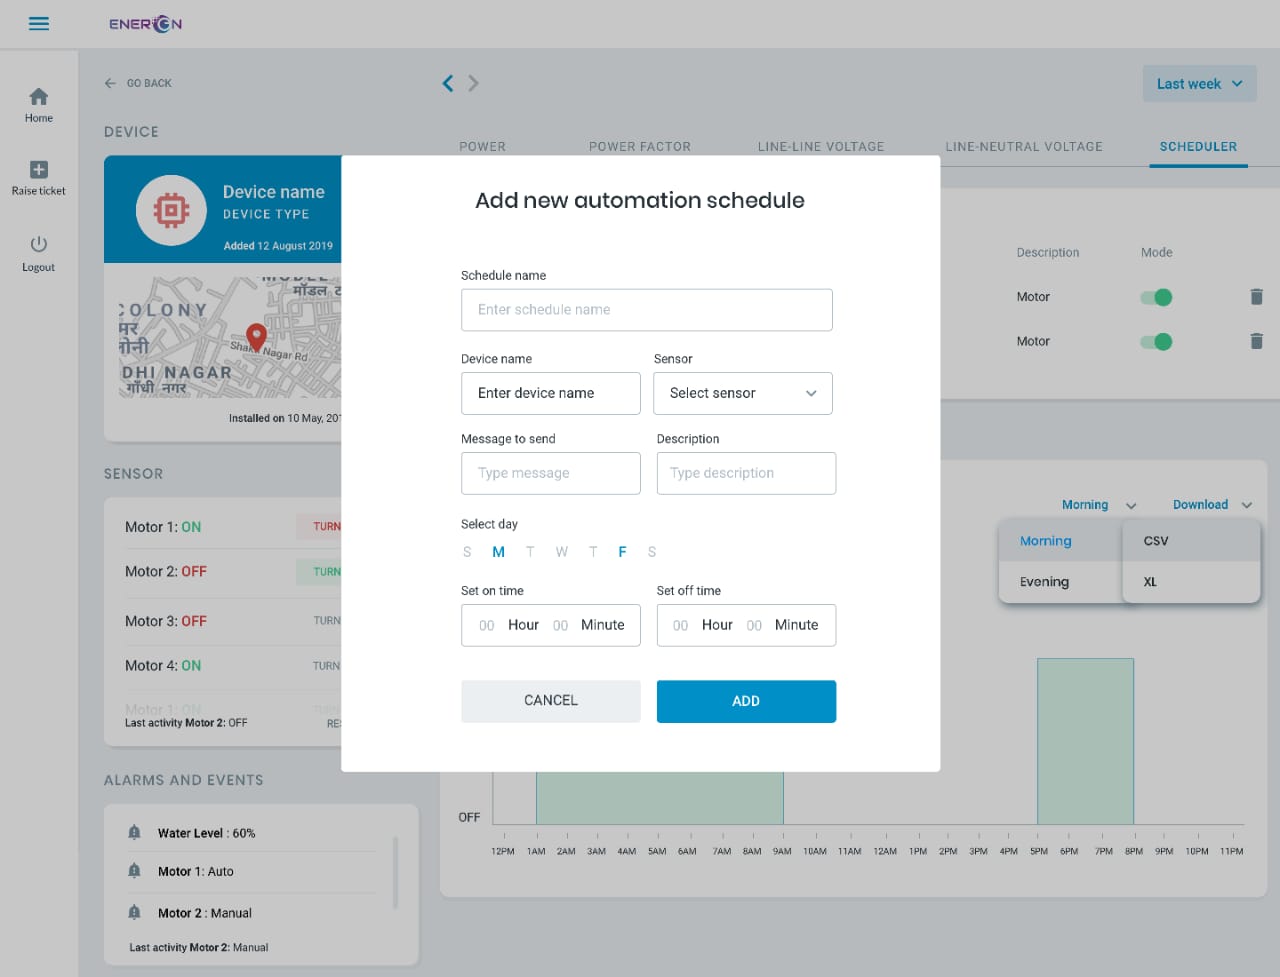 ENERGON
Home
Raise ticket
Logout
GO BACK
Last week
DEVICE
POWER
POWER FACTOR
LINE-LINE VOLTAGE
LINE-NEUTRAL VOLTAGE
SCHEDULER
Device name
DEVICE TYPE
Added 12 August 2019
COLONY
Nagar Rd
NAGAR
गाँधी नगर
Installed on 10 May,
Add new automation schedule
Schedule name
Enter schedule name
Device name
Sensor
Enter device name
Select sensor
Message to send
Description
Type message
Type description
Select day
S M T W T F S
Set on time
Set off time
00 Hour 00 Minute
00 Hour 00 Minute
CANCEL
ADD
Description
Mode
Motor
Motor
SENSOR
Motor 1: ON
TURN
Motor 2: OFF
TURN
Motor 3: OFF
TURN
Motor 4: ON
TURN
Motor 1: ON
Last activity Motor 2: OFF
Morning
Download
Morning
CSV
Evening
XL
OFF
12PM 1AM 2AM 3AM 4AM 5AM 6AM 7AM 8AM 9AM 10AM 11AM 12AM 1PM 2PM 3PM 4PM 5PM 6PM 7PM 8PM 9PM 10PM 11PM
ALARMS AND EVENTS
Water Level : 60%
Motor 1: Auto
Motor 2 : Manual
Last activity Motor 2: Manual